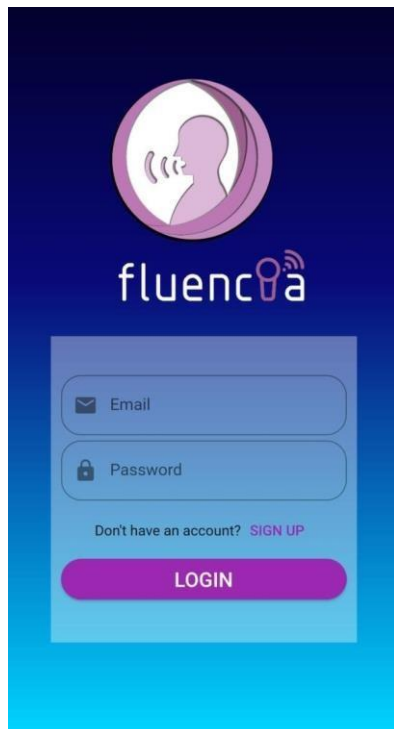 fluencia
Email
Password
Don't have an account? SIGN UP
LOGIN